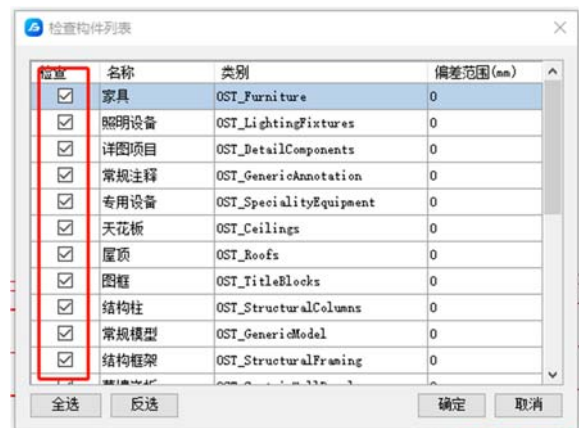 检查构件列表
检查 名称 类别 偏差范围(mm)
家具 OST_Furniture 0
照明设备 OST_LightingFixtures 0
详图项目 OST_DetailComponents 0
常规注释 OST_GenericAnnotation 0
专用设备 OST_SpecialityEquipment 0
天花板 OST_Ceilings 0
屋顶 OST_Roofs 0
图框 OST_TitleBlocks 0
结构柱 OST_StructuralColumns 0
常规模型 OST_GenericModel 0
结构框架 OST_StructuralFraming 0
全选 反选 确定 取消